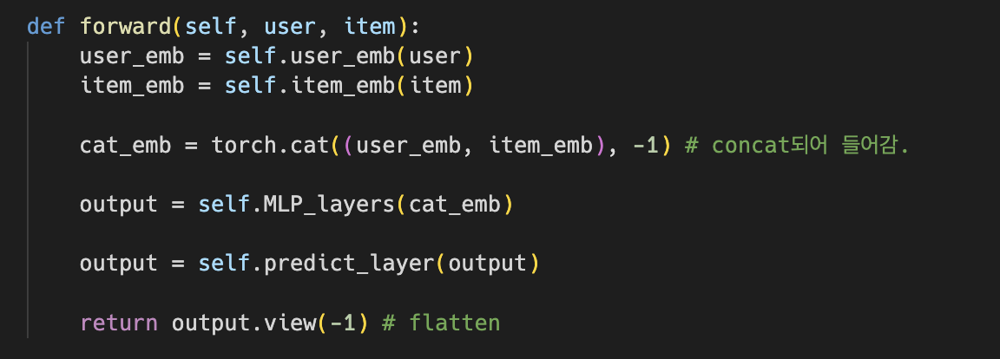 def forward(self, user, item):
    user_emb = self.user_emb(user)
    item_emb = self.item_emb(item)
    cat_emb = torch.cat((user_emb, item_emb), -1) # concat되어 들어감.
    output = self.MLP_layers(cat_emb)
    output = self.predict_layer(output)
    return output.view(-1) # flatten